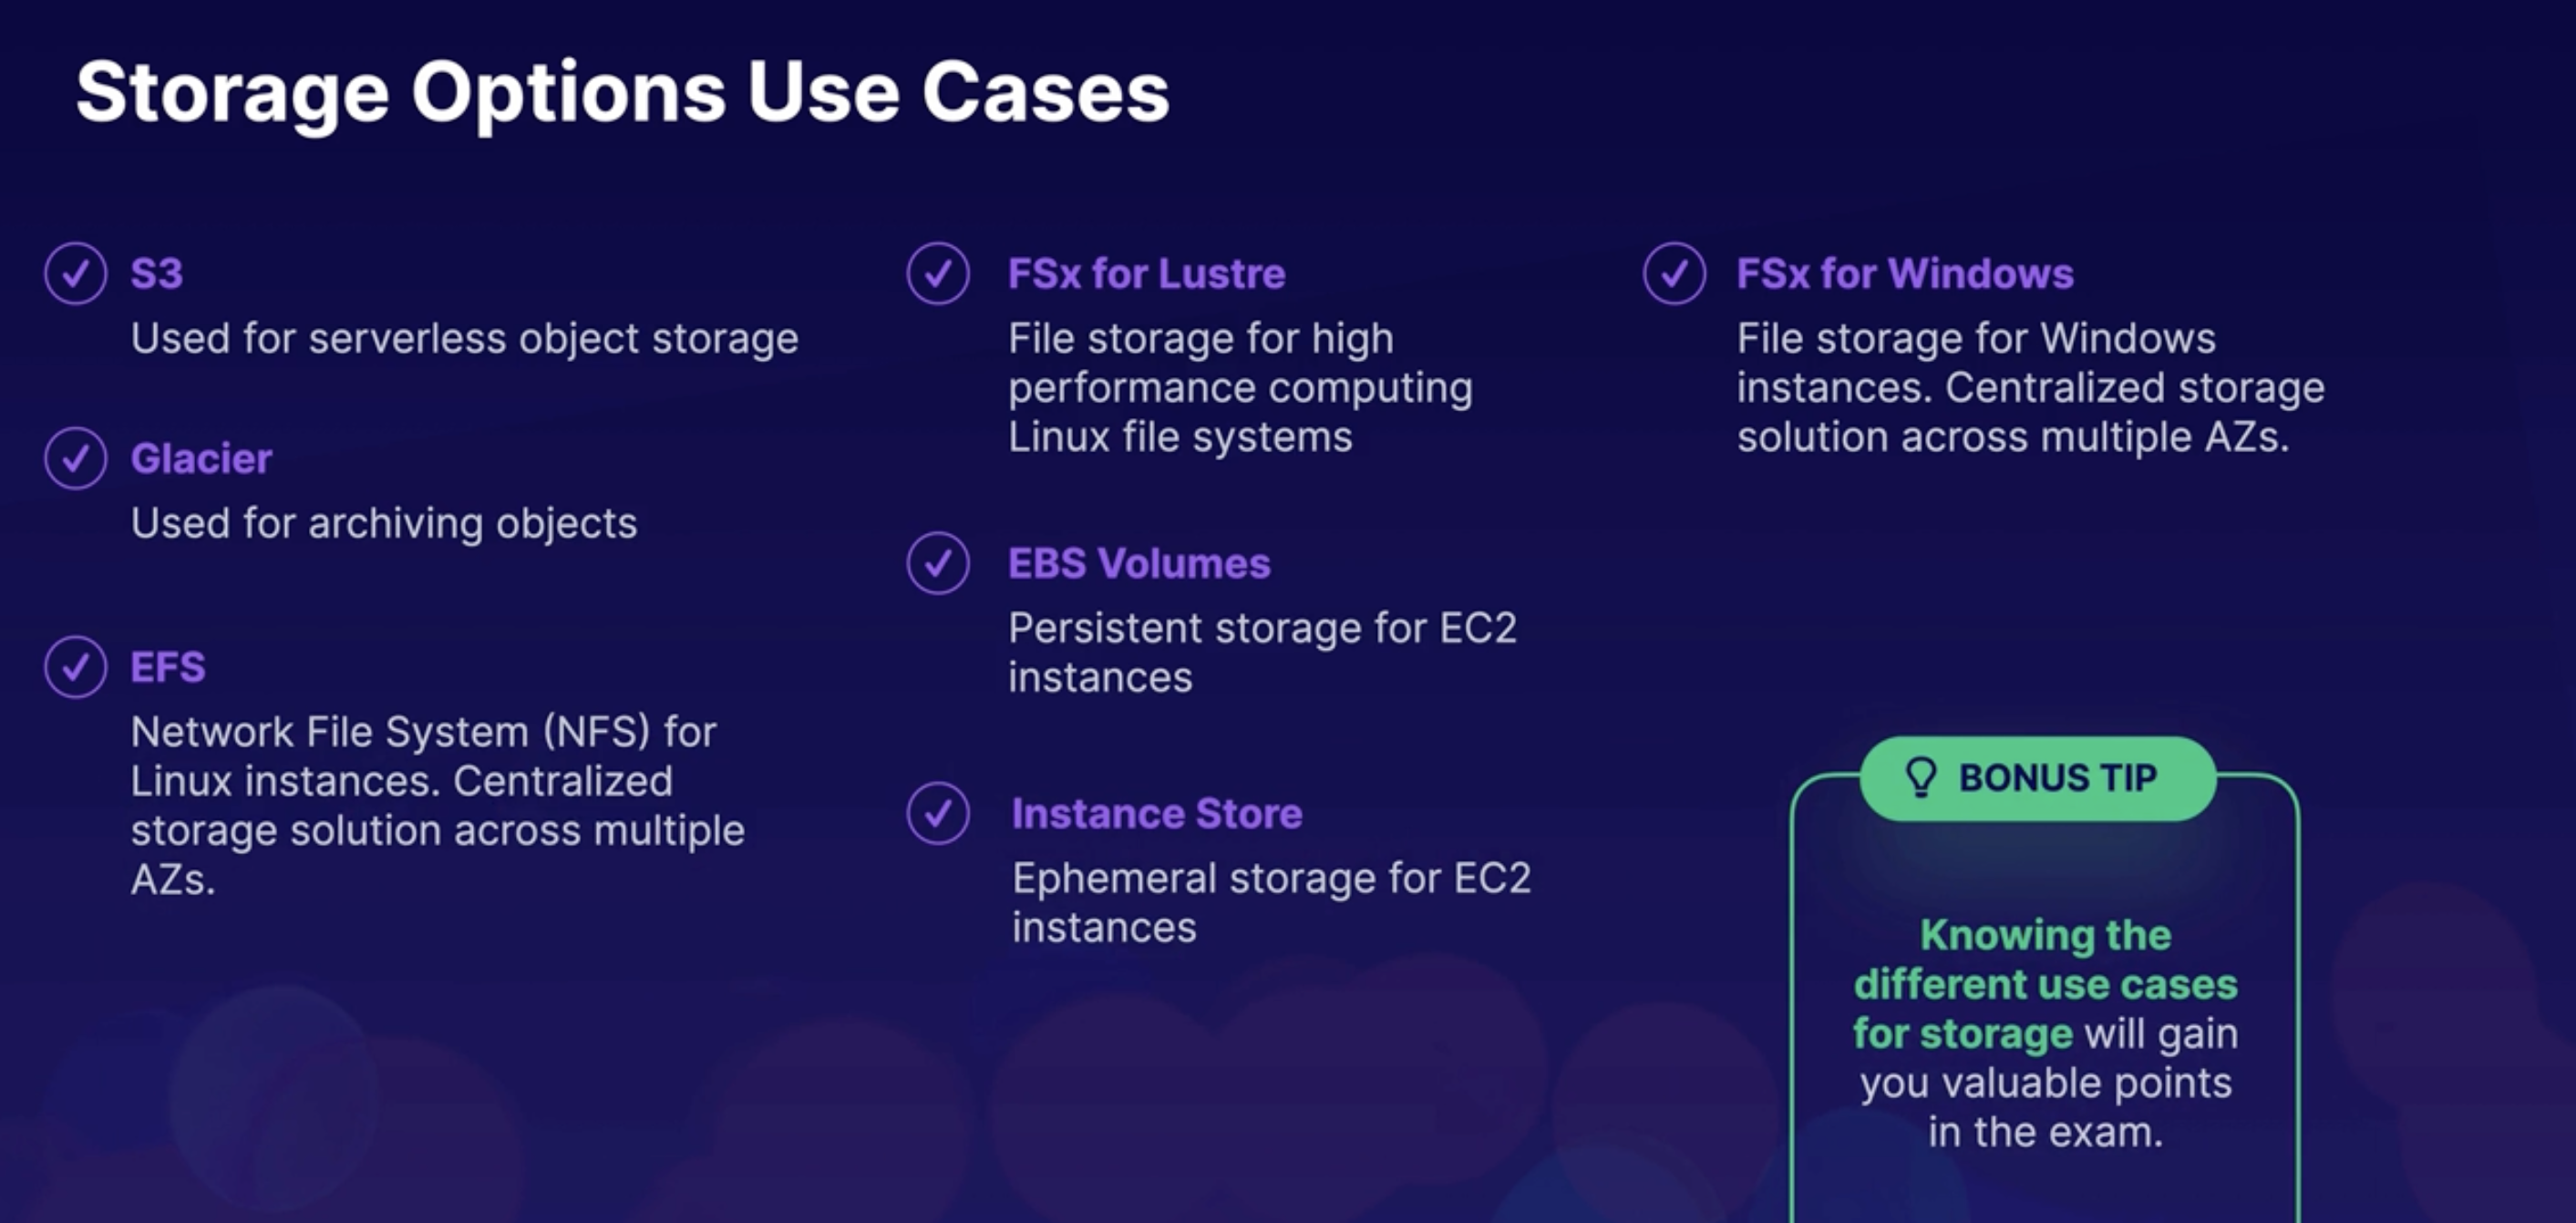 Storage Options Use Cases
S3
Used for serverless object storage
Glacier
Used for archiving objects
EFS
Network File System (NFS) for
Linux instances. Centralized
storage solution across multiple
AZs.
FSx for Lustre
File storage for high
performance computing
Linux file systems
EBS Volumes
Persistent storage for EC2
instances
Instance Store
Ephemeral storage for EC2
instances
FSx for Windows
File storage for Windows
instances. Centralized storage
solution across multiple AZs.
BONUS TIP
Knowing the
different use cases
for storage will gain
you valuable points
in the exam.